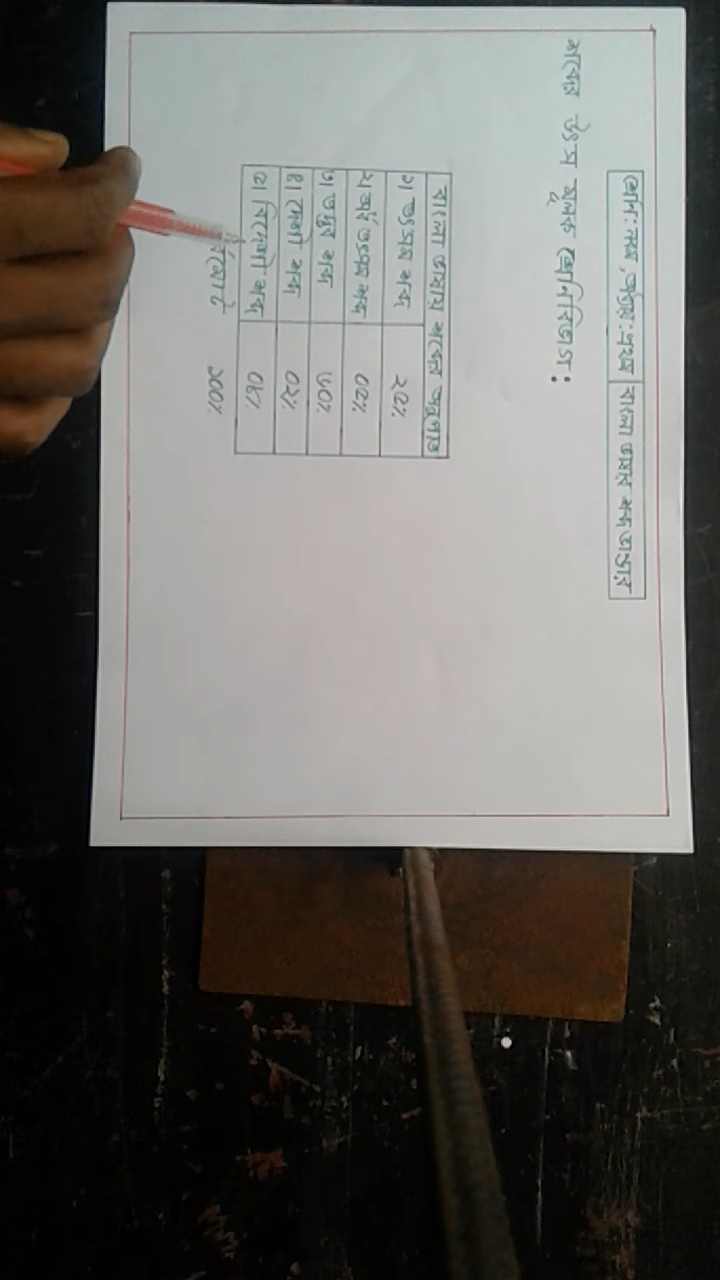 শ্রেনি: নবম, অধ্যায়: প্রথম | বাংলা ভাষার শব্দ ভান্ডার
শব্দের উৎস মূলক শ্রেনিবিভাগ:
বাংলা ভাষায় শব্দের অনুপাত
১। তৎসম শব্দ ২৫%
২। অর্ধ তৎসম শব্দ ০৫%
৩। তদ্ভব শব্দ ৬০%
৪। দেশী শব্দ ০২%
৫। বিদেশী শব্দ ০৮%
সর্বমোট ১০০%